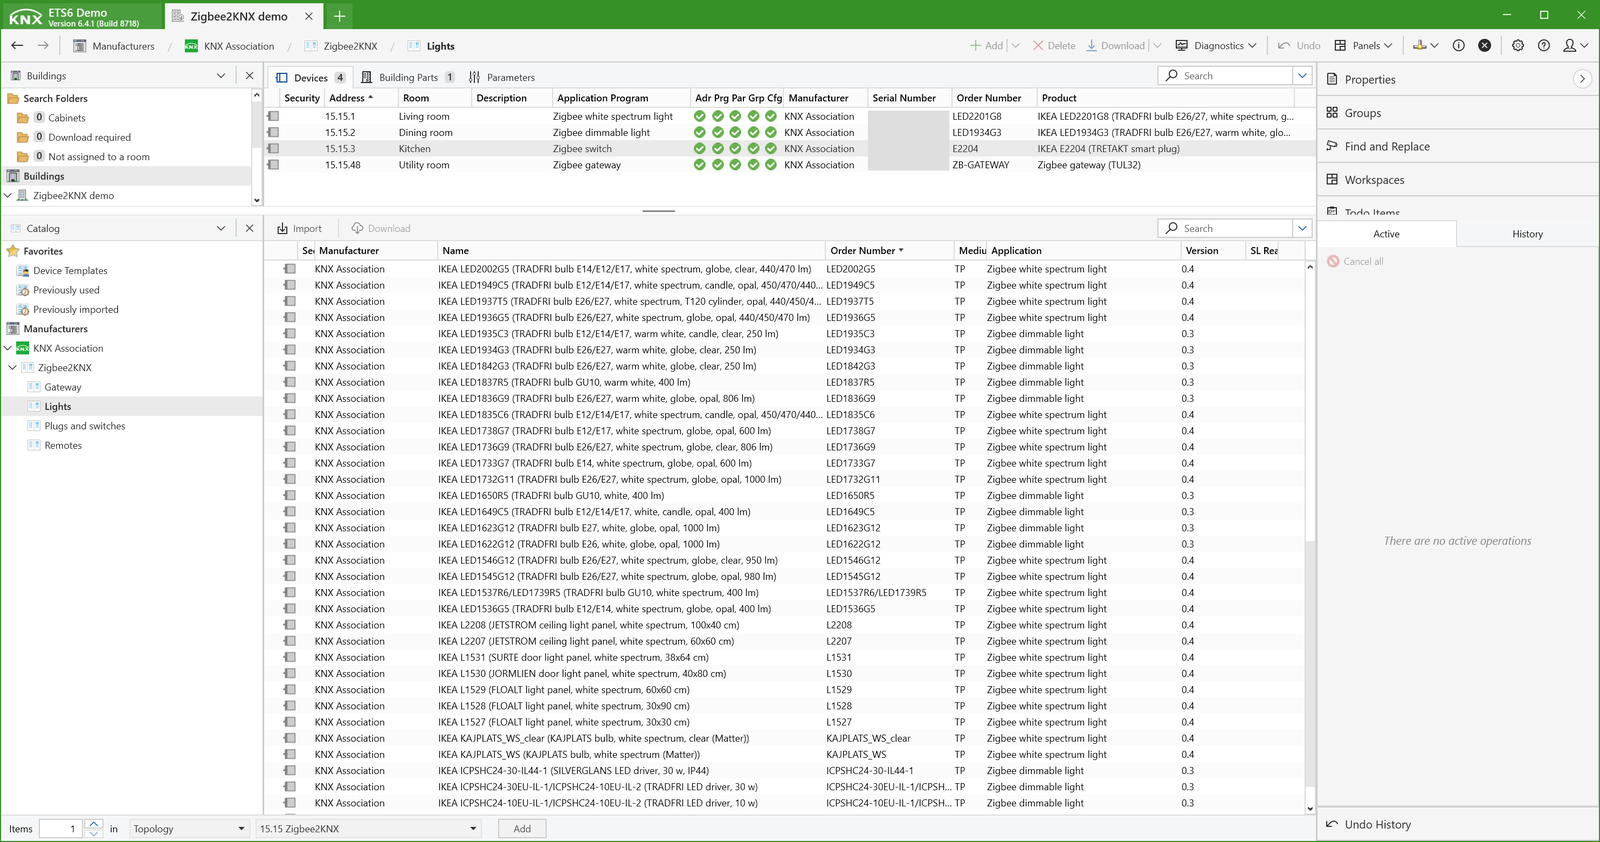 KNX ETS6 Demo
Version 6.4.1 (Build 8718)
Zigbee2KNX demo
Manufacturers / KNX Association / Zigbee2KNX / Lights
Add Delete Download Diagnostics Undo Panels
Buildings
Search Folders
0 Cabinets
0 Download required
0 Not assigned to a room
Buildings
Zigbee2KNX demo
Devices 4 Building Parts 1 Parameters Search
Security Address Room Description Application Program Adr Prg Par Grp Cfg Manufacturer Serial Number Order Number Product
15.15.1 Living room Zigbee white spectrum light KNX Association LED2201G8 IKEA LED2201G8 (TRADFRI bulb E26/27, white spectrum, g...
15.15.2 Dining room Zigbee dimmable light KNX Association LED1934G3 IKEA LED1934G3 (TRADFRI bulb E26/E27, warm white, glo...
15.15.3 Kitchen Zigbee switch KNX Association E2204 IKEA E2204 (TRETAKT smart plug)
15.15.48 Utility room Zigbee gateway KNX Association ZB-GATEWAY Zigbee gateway (TUL32)
Catalog
Favorites
Device Templates
Previously used
Previously imported
Manufacturers
KNX Association
Zigbee2KNX
Gateway
Lights
Plugs and switches
Remotes
Import Download Search
Manufacturer Name Order Number Mediu Application Version SL Rea
KNX Association IKEA LED2002G5 (TRADFRI bulb E14/E12/E17, white spectrum, globe, clear, 440/470 lm) LED2002G5 TP Zigbee white spectrum light 0.4
KNX Association IKEA LED1949C5 (TRADFRI bulb E12/E14/E17, white spectrum, candle, opal, 450/470/440... LED1949C5 TP Zigbee white spectrum light 0.4
KNX Association IKEA LED1937T5 (TRADFRI bulb E26/E27, white spectrum, T120 cylinder, opal, 440/450/4... LED1937T5 TP Zigbee white spectrum light 0.4
KNX Association IKEA LED1936G5 (TRADFRI bulb E26/E27, white spectrum, globe, opal, 440/450/470 lm) LED1936G5 TP Zigbee white spectrum light 0.4
KNX Association IKEA LED1935C3 (TRADFRI bulb E12/E14/E17, warm white, candle, clear, 250 lm) LED1935C3 TP Zigbee dimmable light 0.3
KNX Association IKEA LED1934G3 (TRADFRI bulb E26/E27, warm white, globe, clear, 250 lm) LED1934G3 TP Zigbee dimmable light 0.3
KNX Association IKEA LED1842G3 (TRADFRI bulb E26/E27, warm white, globe, clear, 250 lm) LED1842G3 TP Zigbee dimmable light 0.3
KNX Association IKEA LED1837R5 (TRADFRI bulb GU10, warm white, 400 lm) LED1837R5 TP Zigbee dimmable light 0.3
KNX Association IKEA LED1836G9 (TRADFRI bulb E26/E27, warm white, globe, opal, 806 lm) LED1836G9 TP Zigbee dimmable light 0.3
KNX Association IKEA LED1835C6 (TRADFRI bulb E12/E14/E17, white spectrum, candle, opal, 450/470/440... LED1835C6 TP Zigbee white spectrum light 0.4
KNX Association IKEA LED1738G7 (TRADFRI bulb E12/E17, white spectrum, globe, opal, 600 lm) LED1738G7 TP Zigbee white spectrum light 0.4
KNX Association IKEA LED1736G9 (TRADFRI bulb E26/E27, white spectrum, globe, clear, 806 lm) LED1736G9 TP Zigbee white spectrum light 0.4
KNX Association IKEA LED1733G7 (TRADFRI bulb E14, white spectrum, globe, opal, 600 lm) LED1733G7 TP Zigbee white spectrum light 0.4
KNX Association IKEA LED1732G11 (TRADFRI bulb E26/E27, white spectrum, globe, opal, 1000 lm) LED1732G11 TP Zigbee white spectrum light 0.4
KNX Association IKEA LED1650R5 (TRADFRI bulb GU10, white, 400 lm) LED1650R5 TP Zigbee dimmable light 0.3
KNX Association IKEA LED1649C5 (TRADFRI bulb E12/E14/E17, white, candle, opal, 400 lm) LED1649C5 TP Zigbee dimmable light 0.3
KNX Association IKEA LED1623G12 (TRADFRI bulb E27, white, globe, opal, 1000 lm) LED1623G12 TP Zigbee dimmable light 0.3
KNX Association IKEA LED1622G12 (TRADFRI bulb E26, white, globe, opal, 1000 lm) LED1622G12 TP Zigbee dimmable light 0.3
KNX Association IKEA LED1546G12 (TRADFRI bulb E26/E27, white spectrum, globe, clear, 950 lm) LED1546G12 TP Zigbee white spectrum light 0.4
KNX Association IKEA LED1545G12 (TRADFRI bulb E26/E27, white spectrum, globe, opal, 980 lm) LED1545G12 TP Zigbee white spectrum light 0.4
KNX Association IKEA LED1537R6/LED1739R5 (TRADFRI bulb GU10, white spectrum, 400 lm) LED1537R6/LED1739R5 TP Zigbee white spectrum light 0.4
KNX Association IKEA LED1536G5 (TRADFRI bulb E12/E14, white spectrum, globe, opal, 400 lm) LED1536G5 TP Zigbee white spectrum light 0.4
KNX Association IKEA L2208 (JETSTROM ceiling light panel, white spectrum, 100x40 cm) L2208 TP Zigbee white spectrum light 0.4
KNX Association IKEA L2207 (JETSTROM ceiling light panel, white spectrum, 60x60 cm) L2207 TP Zigbee white spectrum light 0.4
KNX Association IKEA L1531 (SURTE door light panel, white spectrum, 38x64 cm) L1531 TP Zigbee white spectrum light 0.4
KNX Association IKEA L1530 (JORMLIEN door light panel, white spectrum, 40x80 cm) L1530 TP Zigbee white spectrum light 0.4
KNX Association IKEA L1529 (FLOALT light panel, white spectrum, 60x60 cm) L1529 TP Zigbee white spectrum light 0.4
KNX Association IKEA L1528 (FLOALT light panel, white spectrum, 30x90 cm) L1528 TP Zigbee white spectrum light 0.4
KNX Association IKEA L1527 (FLOALT light panel, white spectrum, 30x30 cm) L1527 TP Zigbee white spectrum light 0.4
KNX Association IKEA KAJPLATS_WS_clear (KAJPLATS bulb, white spectrum, clear (Matter)) KAJPLATS_WS_clear TP Zigbee white spectrum light 0.4
KNX Association IKEA KAJPLATS_WS (KAJPLATS bulb, white spectrum (Matter)) KAJPLATS_WS TP Zigbee white spectrum light 0.4
KNX Association IKEA ICPSHC24-30-IL44-1 (SILVERGLANS LED driver, 30 w, IP44) ICPSHC24-30-IL44-1 TP Zigbee dimmable light 0.3
KNX Association IKEA ICPSHC24-30EU-IL-1/ICPSHC24-10EU-IL-2 (TRADFRI LED driver, 30 w) ICPSHC24-30EU-IL-1/ICPSH... TP Zigbee dimmable light 0.3
KNX Association IKEA ICPSHC24-10EU-IL-1/ICPSHC24-10EU-IL-2 (TRADFRI LED driver, 10 w) ICPSHC24-10EU-IL-1/ICPSH... TP Zigbee dimmable light 0.3
Items 1 in Topology 15.15 Zigbee2KNX Add
Properties
Groups
Find and Replace
Workspaces
Todo Items
Active History
Cancel all
There are no active operations
Undo History